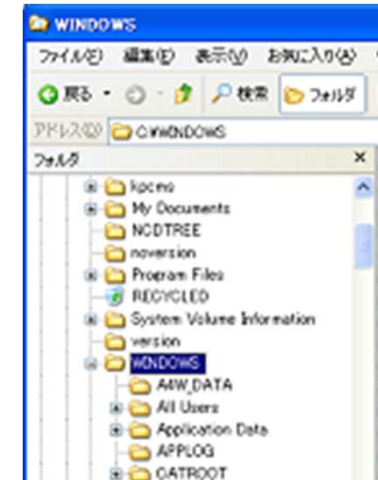 WINDOWS
ファイル(F) 編集(E) 表示(V) お気に入り(A)
戻る 検索 フォルダ
アドレス(D) C:¥WINDOWS
フォルダ
kpcms
My Documents
NCDTREE
noversion
Program Files
RECYCLED
System Volume Information
version
WINDOWS
A4W_DATA
All Users
Application Data
APPLOG
CATROOT